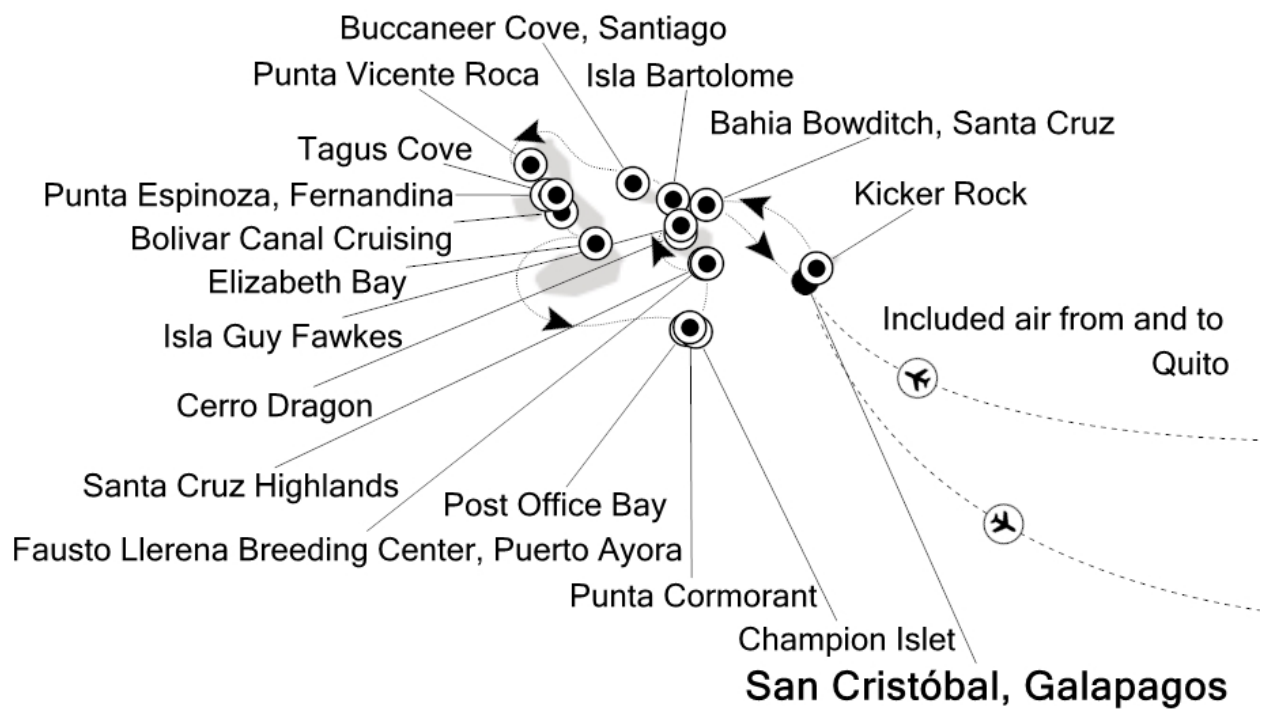 Buccaneer Cove, Santiago
Punta Vicente Roca
Isla Bartolome
Bahia Bowditch, Santa Cruz
Tagus Cove
Punta Espinoza, Fernandina
Kicker Rock
Bolivar Canal Cruising
Elizabeth Bay
Isla Guy Fawkes
Included air from and to
Quito
Cerro Dragon
Santa Cruz Highlands
Post Office Bay
Fausto Llerena Breeding Center, Puerto Ayora
Punta Cormorant
Champion Islet
San Cristóbal, Galapagos